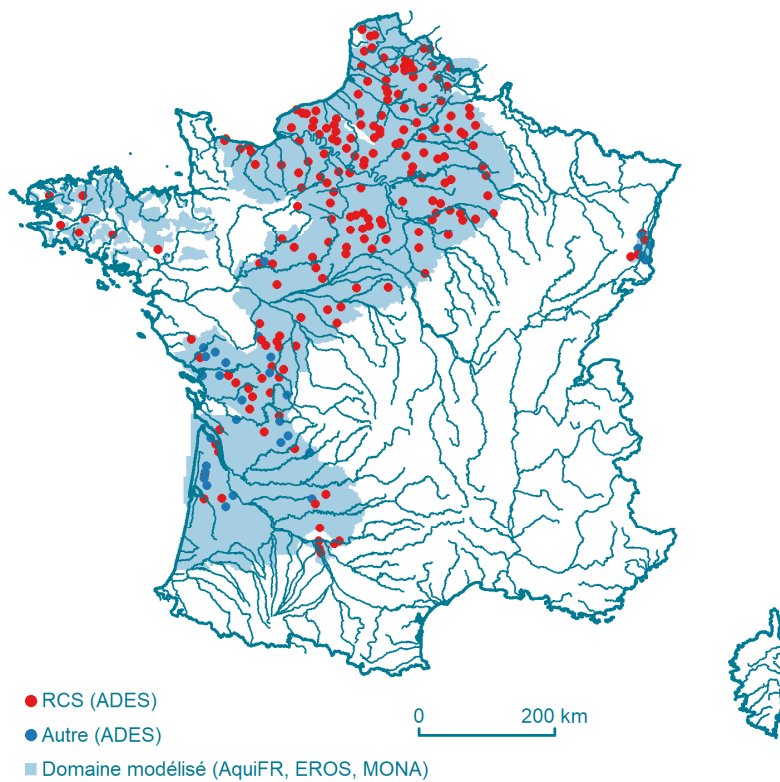 RCS (ADES)
0 200 km
Autre (ADES)
Domaine modélisé (AquiFR, EROS, MONA)